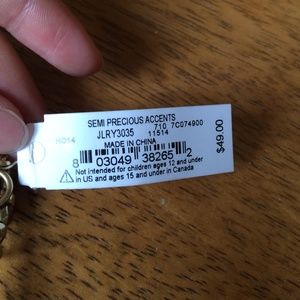 SEMI PRECIOUS ACCENTS
JLRY3035 710 7C074900
11514
MADE IN CHINA
8 03049 38265 2
Not intended for children ages 12 and under
in US and ages 15 and under in Canada
$49.00
H014